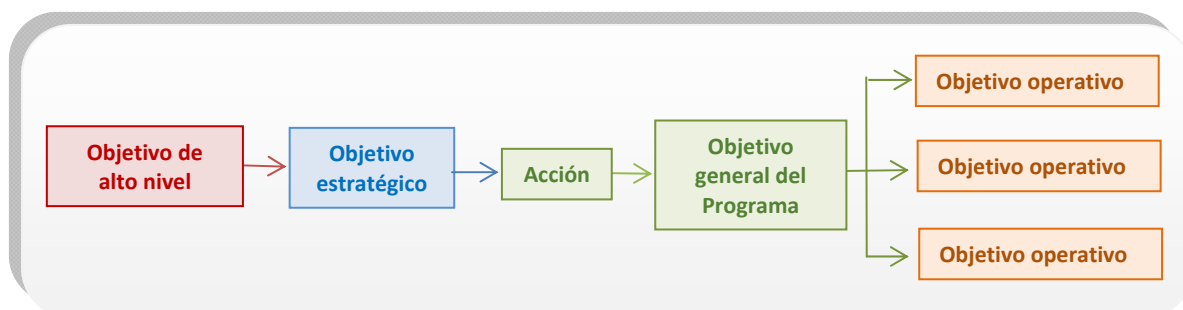 Objetivo de
alto nivel
Objetivo
estratégico
Acción
Objetivo
general del
Programa
Objetivo operativo
Objetivo operativo
Objetivo operativo